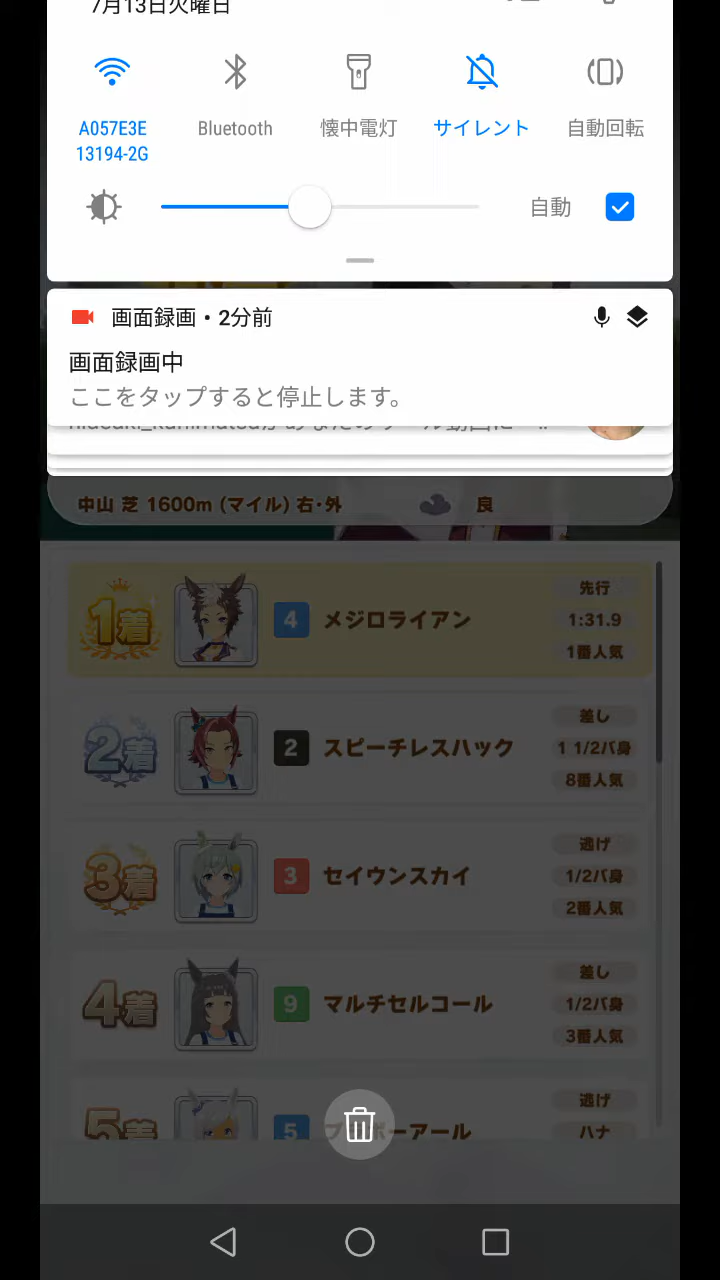 7月13日火曜日
A057E3E
13194-2G
Bluetooth
懐中電灯
サイレント
自動回転
自動
画面録画・2分前
画面録画中
ここをタップすると停止します。
中山 芝 1600m (マイル) 右・外
良
1着
4
メジロライアン
先行
1:31.9
1番人気
2着
2
スピーチレスハック
差し
1 1/2バ身
8番人気
3着
3
セイウンスカイ
逃げ
1/2バ身
2番人気
4着
9
マルチセルコール
差し
1/2バ身
3番人気
5着
5
逃げ
ハナ